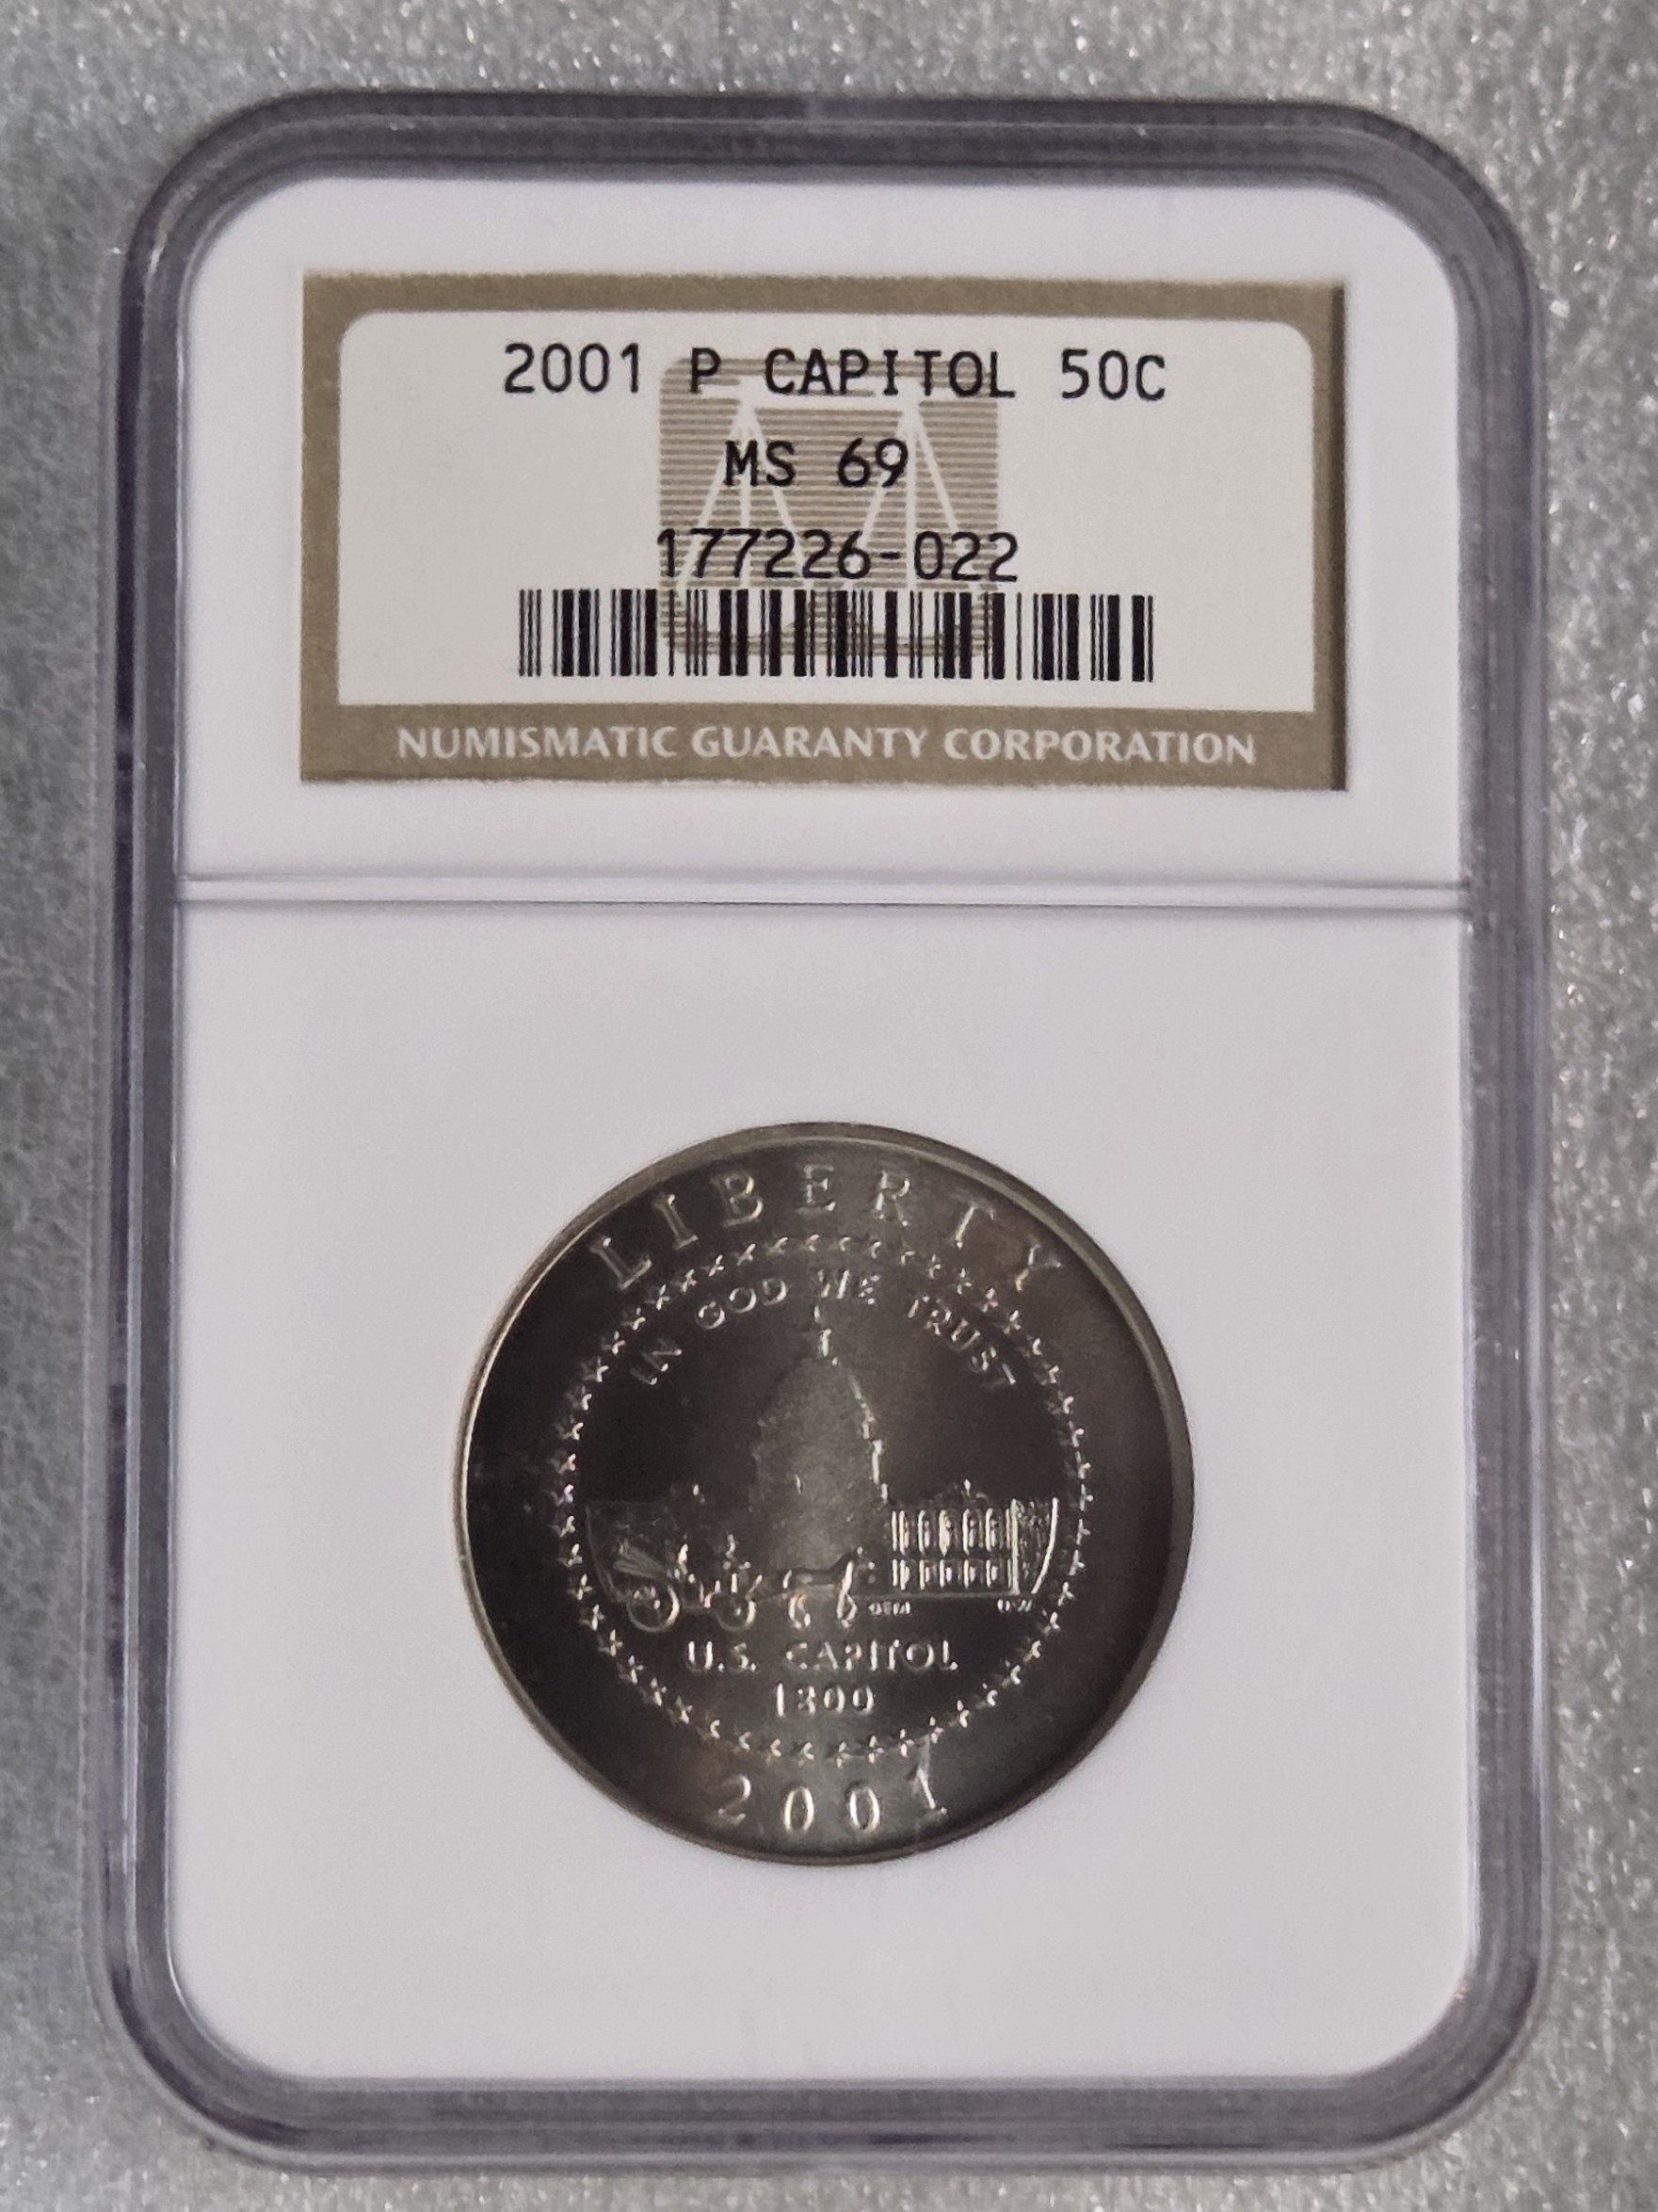 2001 P CAPITOL 50C
MS 69
177226-022
NUMISMATIC GUARANTY CORPORATION
LIBERTY
IN GOD WE TRUST
U.S. CAPITOL
1800
2001